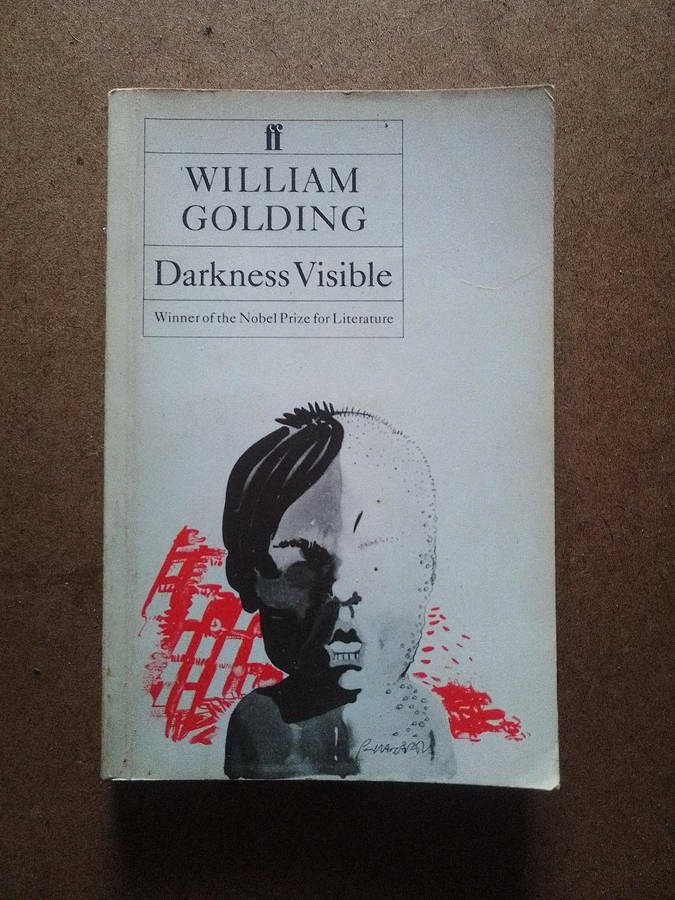 ff
WILLIAM
GOLDING
Darkness Visible
Winner of the Nobel Prize for Literature